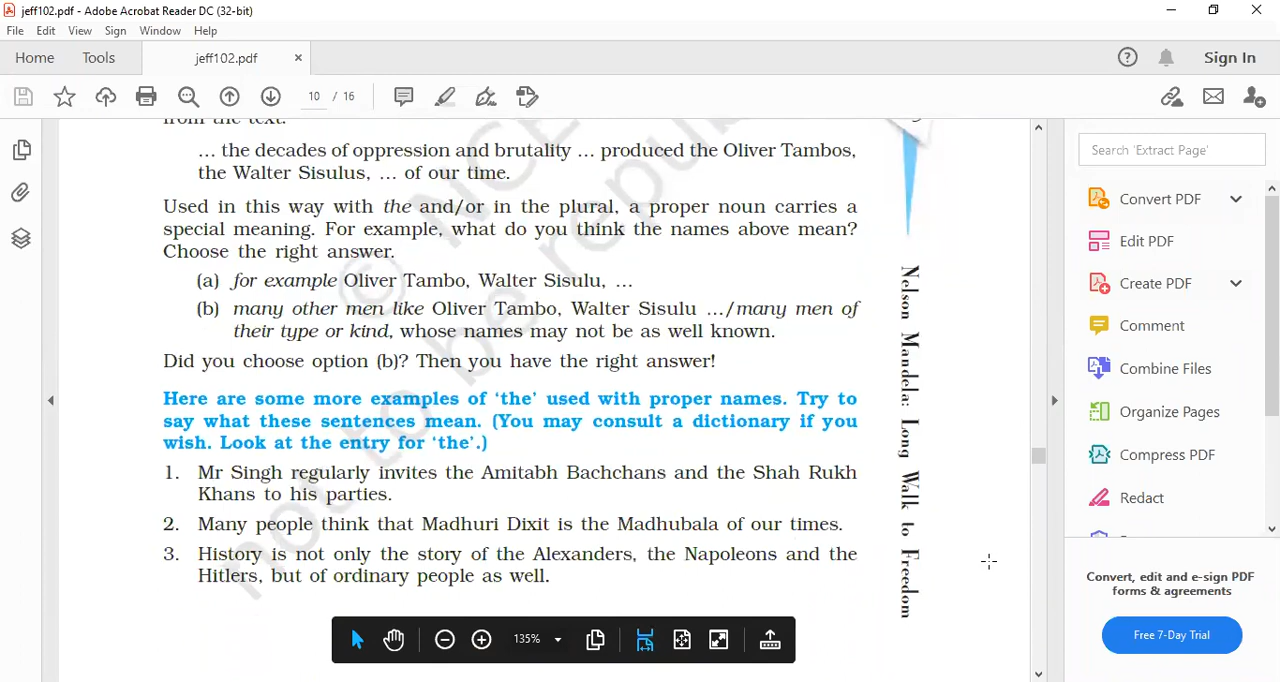 jeff102.pdf - Adobe Acrobat Reader DC (32-bit)
File Edit View Sign Window Help
Home Tools jeff102.pdf × Sign In
10 / 16
from the text.
... the decades of oppression and brutality ... produced the Oliver Tambos,
the Walter Sisulus, ... of our time.
Used in this way with the and/or in the plural, a proper noun carries a
special meaning. For example, what do you think the names above mean?
Choose the right answer.
(a) for example Oliver Tambo, Walter Sisulu, ...
(b) many other men like Oliver Tambo, Walter Sisulu .../many men of
their type or kind, whose names may not be as well known.
Did you choose option (b)? Then you have the right answer!
Here are some more examples of ‘the’ used with proper names. Try to
say what these sentences mean. (You may consult a dictionary if you
wish. Look at the entry for ‘the’.)
1. Mr Singh regularly invites the Amitabh Bachchans and the Shah Rukh
Khans to his parties.
2. Many people think that Madhuri Dixit is the Madhubala of our times.
3. History is not only the story of the Alexanders, the Napoleons and the
Hitlers, but of ordinary people as well.
© NCE
not to be republ
Nelson Mandela: Long Walk to Freedom
135%
Search 'Extract Page'
Convert PDF
Edit PDF
Create PDF
Comment
Combine Files
Organize Pages
Compress PDF
Redact
Convert, edit and e-sign PDF
forms & agreements
Free 7-Day Trial